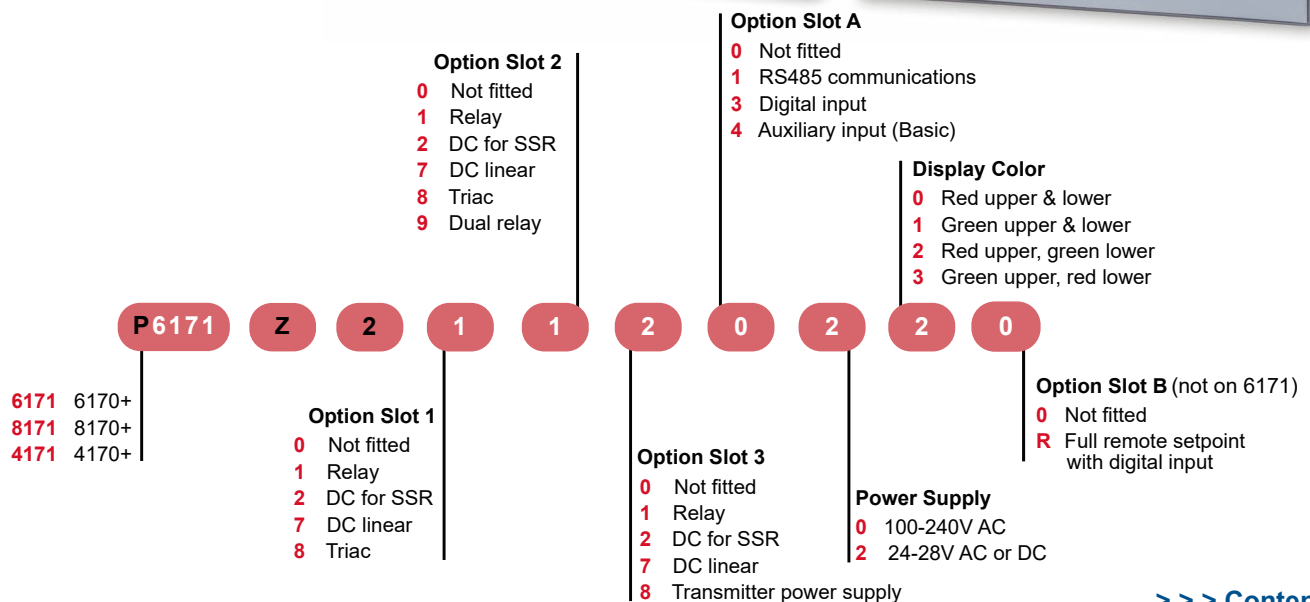 Option Slot A
0 Not fitted
1 RS485 communications
3 Digital input
4 Auxiliary input (Basic)
Option Slot 2
0 Not fitted
1 Relay
2 DC for SSR
7 DC linear
8 Triac
9 Dual relay
Display Color
0 Red upper & lower
1 Green upper & lower
2 Red upper, green lower
3 Green upper, red lower
P6171 Z 2 1 1 2 0 2 2 0
6171 6170+
8171 8170+
4171 4170+
Option Slot 1
0 Not fitted
1 Relay
2 DC for SSR
7 DC linear
8 Triac
Option Slot 3
0 Not fitted
1 Relay
2 DC for SSR
7 DC linear
8 Transmitter power supply
Power Supply
0 100-240V AC
2 24-28V AC or DC
Option Slot B (not on 6171)
0 Not fitted
R Full remote setpoint
with digital input
> > > Conten